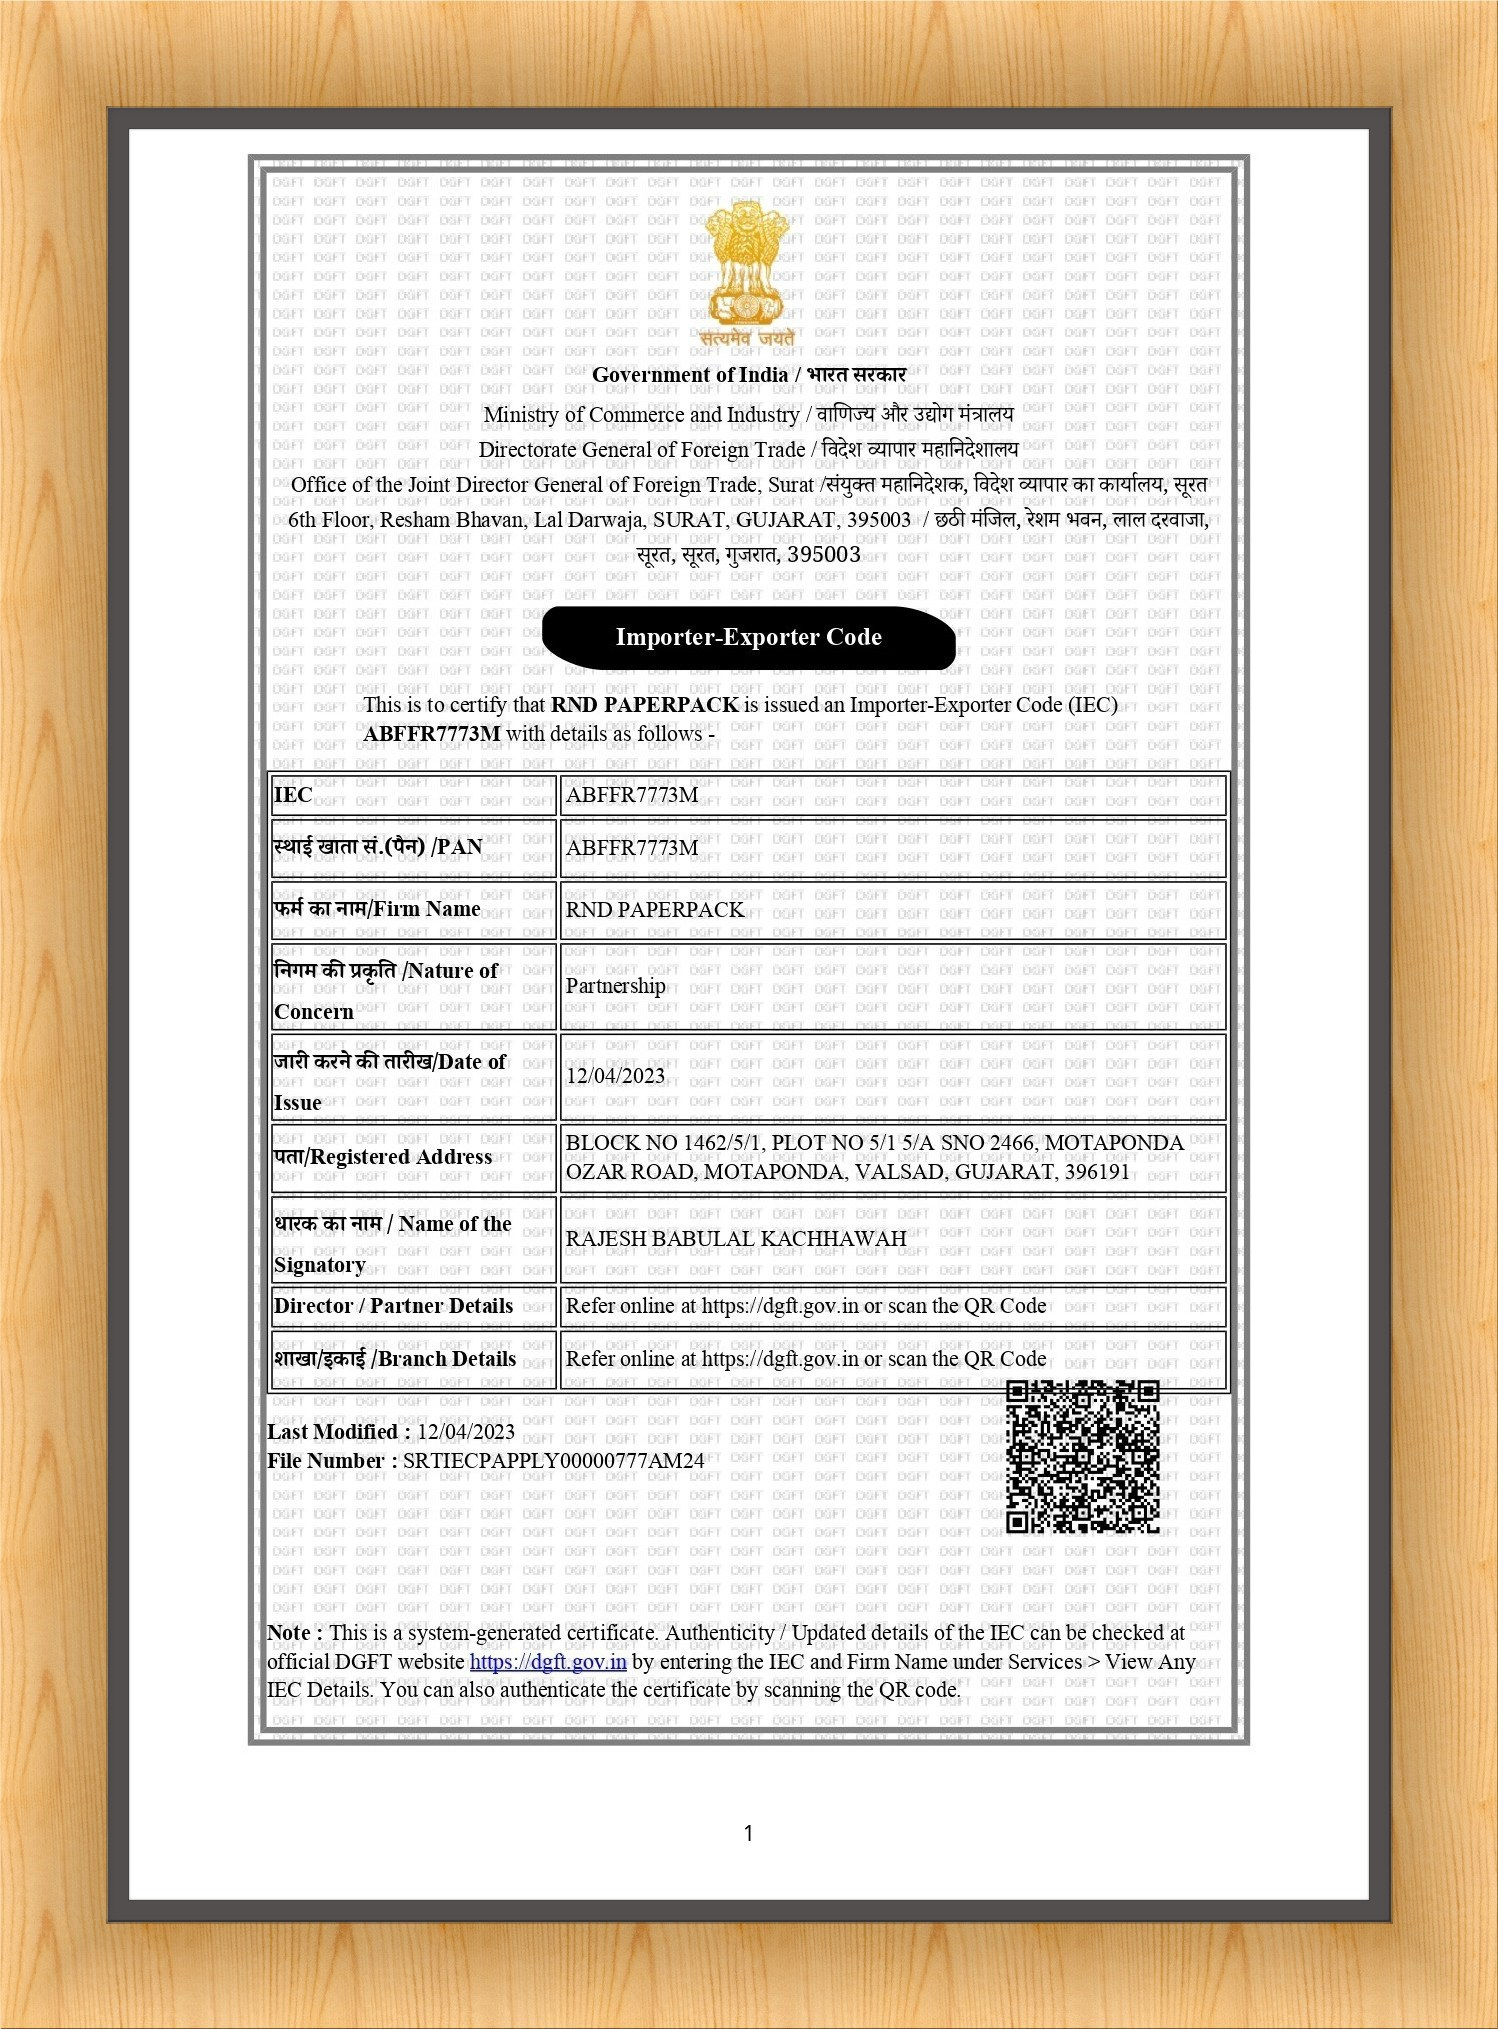 सत्यमेव जयते
Government of India / भारत सरकार
Ministry of Commerce and Industry / वाणिज्य और उद्योग मंत्रालय
Directorate General of Foreign Trade / विदेश व्यापार महानिदेशालय
Office of the Joint Director General of Foreign Trade, Surat /संयुक्त महानिदेशक, विदेश व्यापार का कार्यालय, सूरत
6th Floor, Resham Bhavan, Lal Darwaja, SURAT, GUJARAT, 395003 / छठी मंजिल, रेशम भवन, लाल दरवाजा,
सूरत, सूरत, गुजरात, 395003
Importer-Exporter Code
This is to certify that RND PAPERPACK is issued an Importer-Exporter Code (IEC)
ABFFR7773M with details as follows -
IEC ABFFR7773M
स्थाई खाता सं.(पैन) /PAN ABFFR7773M
फर्म का नाम/Firm Name RND PAPERPACK
निगम की प्रकृति /Nature of
Concern
Partnership
जारी करने की तारीख/Date of
Issue
12/04/2023
पता/Registered Address
BLOCK NO 1462/5/1, PLOT NO 5/1 5/A SNO 2466, MOTAPONDA
OZAR ROAD, MOTAPONDA, VALSAD, GUJARAT, 396191
धारक का नाम / Name of the
Signatory
RAJESH BABULAL KACHHAWAH
Director / Partner Details Refer online at https://dgft.gov.in or scan the QR Code
शाखा/इकाई /Branch Details Refer online at https://dgft.gov.in or scan the QR Code
Last Modified : 12/04/2023
File Number : SRTIECPAPPLY00000777AM24
Note : This is a system-generated certificate. Authenticity / Updated details of the IEC can be checked at
official DGFT website https://dgft.gov.in by entering the IEC and Firm Name under Services > View Any
IEC Details. You can also authenticate the certificate by scanning the QR code.
1